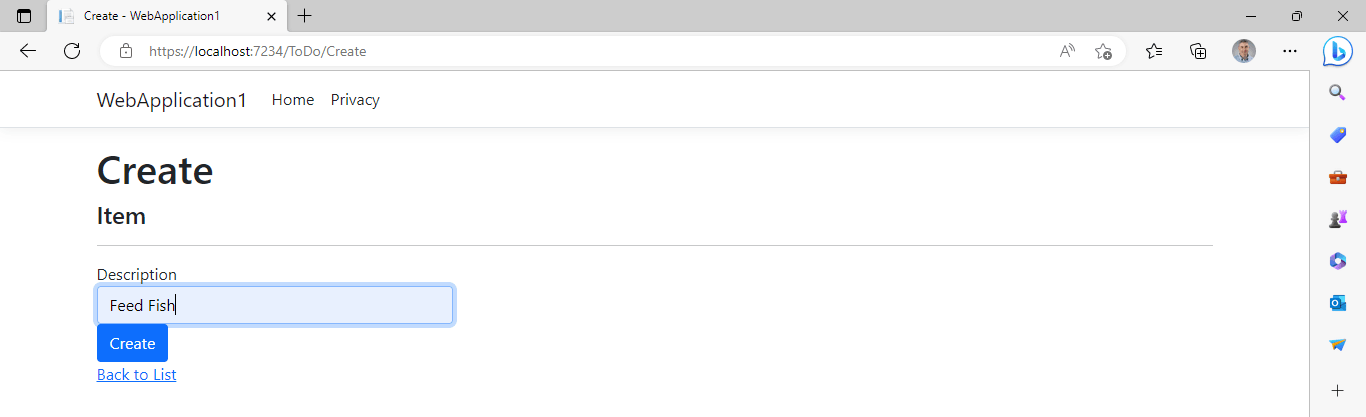 Create - WebApplication1
https://localhost:7234/ToDo/Create
WebApplication1 Home Privacy
Create
Item
Description
Feed Fish
Create
Back to List